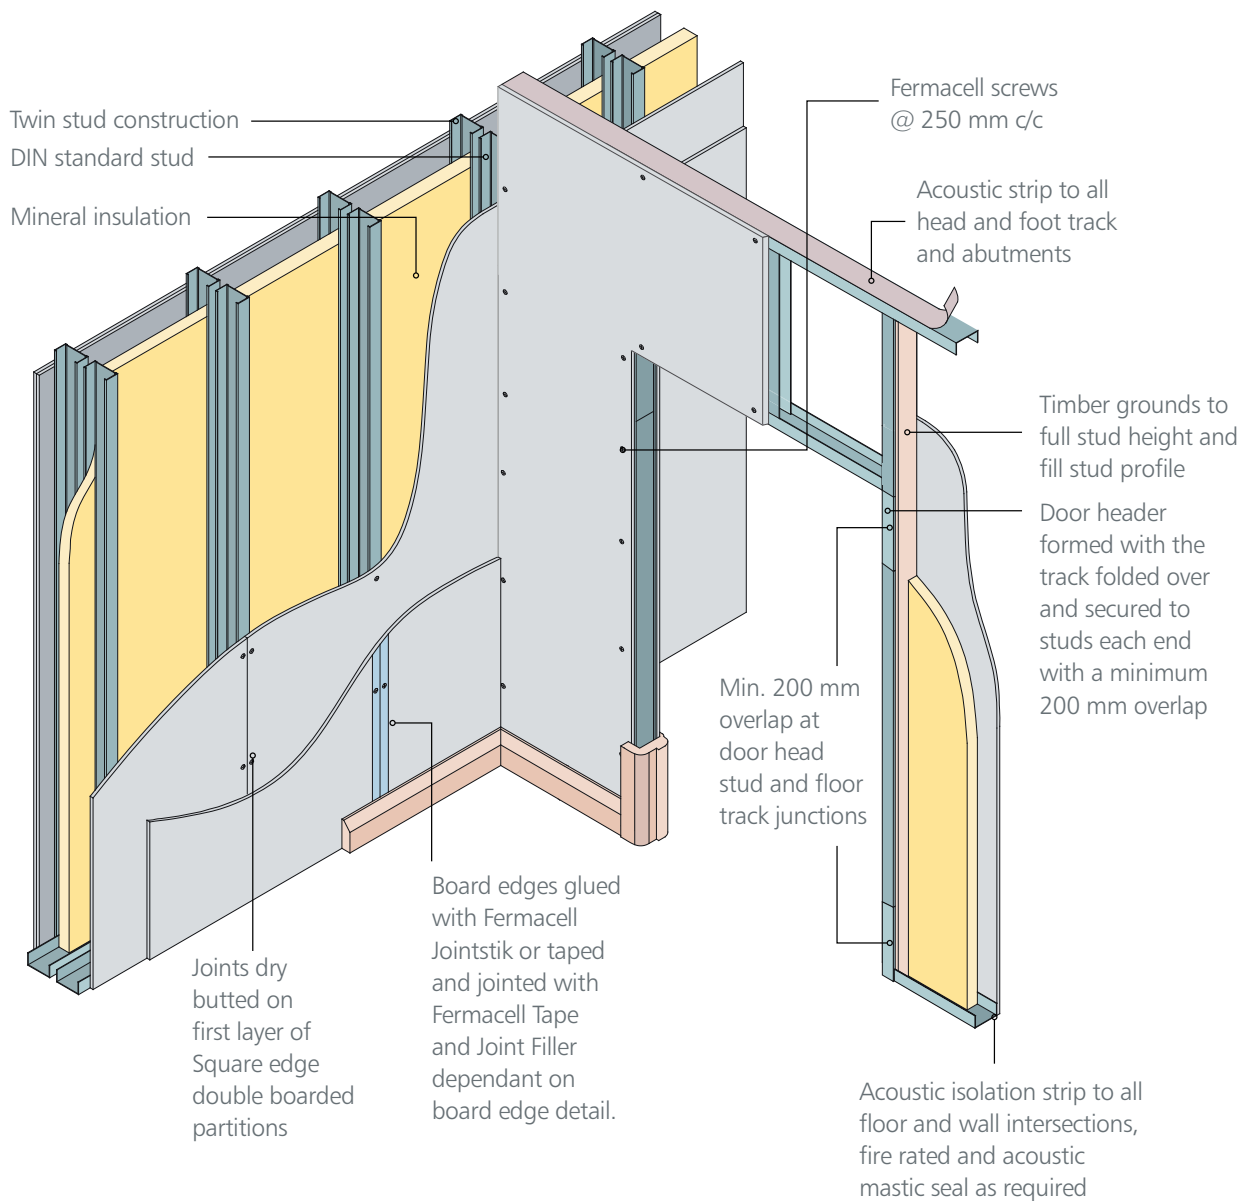 Twin stud construction
DIN standard stud
Mineral insulation
Fermacell screws
@ 250 mm c/c
Acoustic strip to all
head and foot track
and abutments
Timber grounds to
full stud height and
fill stud profile
Door header
formed with the
track folded over
and secured to
studs each end
with a minimum
200 mm overlap
Min. 200 mm
overlap at
door head
stud and floor
track junctions
Board edges glued
with Fermacell
Jointstik or taped
and jointed with
Fermacell Tape
and Joint Filler
dependant on
board edge detail.
Joints dry
butted on
first layer of
Square edge
double boarded
partitions
Acoustic isolation strip to all
floor and wall intersections,
fire rated and acoustic
mastic seal as required